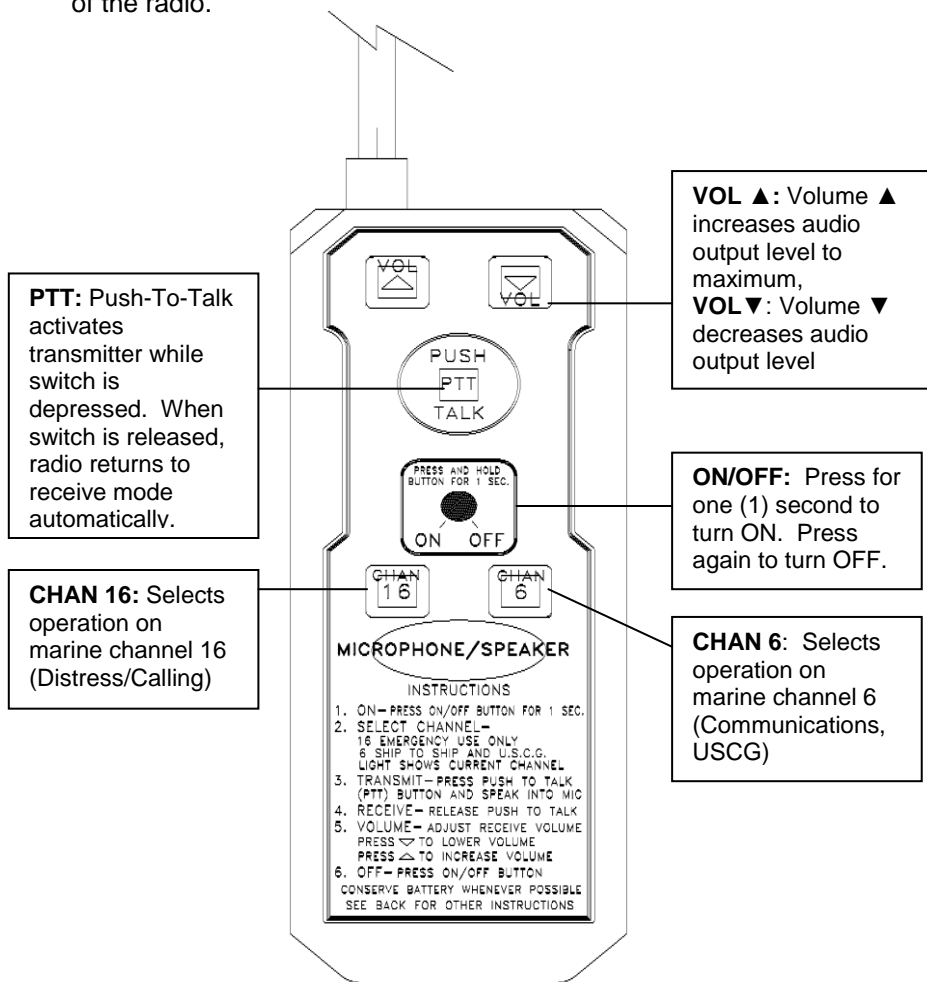 of the radio.
VOL ▲: Volume ▲
increases audio
output level to
maximum,
VOL▼: Volume ▼
decreases audio
output level
PTT: Push-To-Talk
activates
transmitter while
switch is
depressed. When
switch is released,
radio returns to
receive mode
automatically.
ON/OFF: Press for
one (1) second to
turn ON. Press
again to turn OFF.
CHAN 16: Selects
operation on
marine channel 16
(Distress/Calling)
CHAN 6: Selects
operation on
marine channel 6
(Communications,
USCG)
VOL
VOL
PUSH
PTT
TALK
PRESS AND HOLD
BUTTON FOR 1 SEC.
ON OFF
CHAN
16
CHAN
6
MICROPHONE/SPEAKER
INSTRUCTIONS
1. ON-PRESS ON/OFF BUTTON FOR 1 SEC.
2. SELECT CHANNEL-
16 EMERGENCY USE ONLY
6 SHIP TO SHIP AND U.S.C.G.
LIGHT SHOWS CURRENT CHANNEL
3. TRANSMIT-PRESS PUSH TO TALK
(PTT) BUTTON AND SPEAK INTO MIC
4. RECEIVE- RELEASE PUSH TO TALK
5. VOLUME- ADJUST RECEIVE VOLUME
PRESS ▽ TO LOWER VOLUME
PRESS △ TO INCREASE VOLUME
6. OFF-PRESS ON/OFF BUTTON
CONSERVE BATTERY WHENEVER POSSIBLE
SEE BACK FOR OTHER INSTRUCTIONS